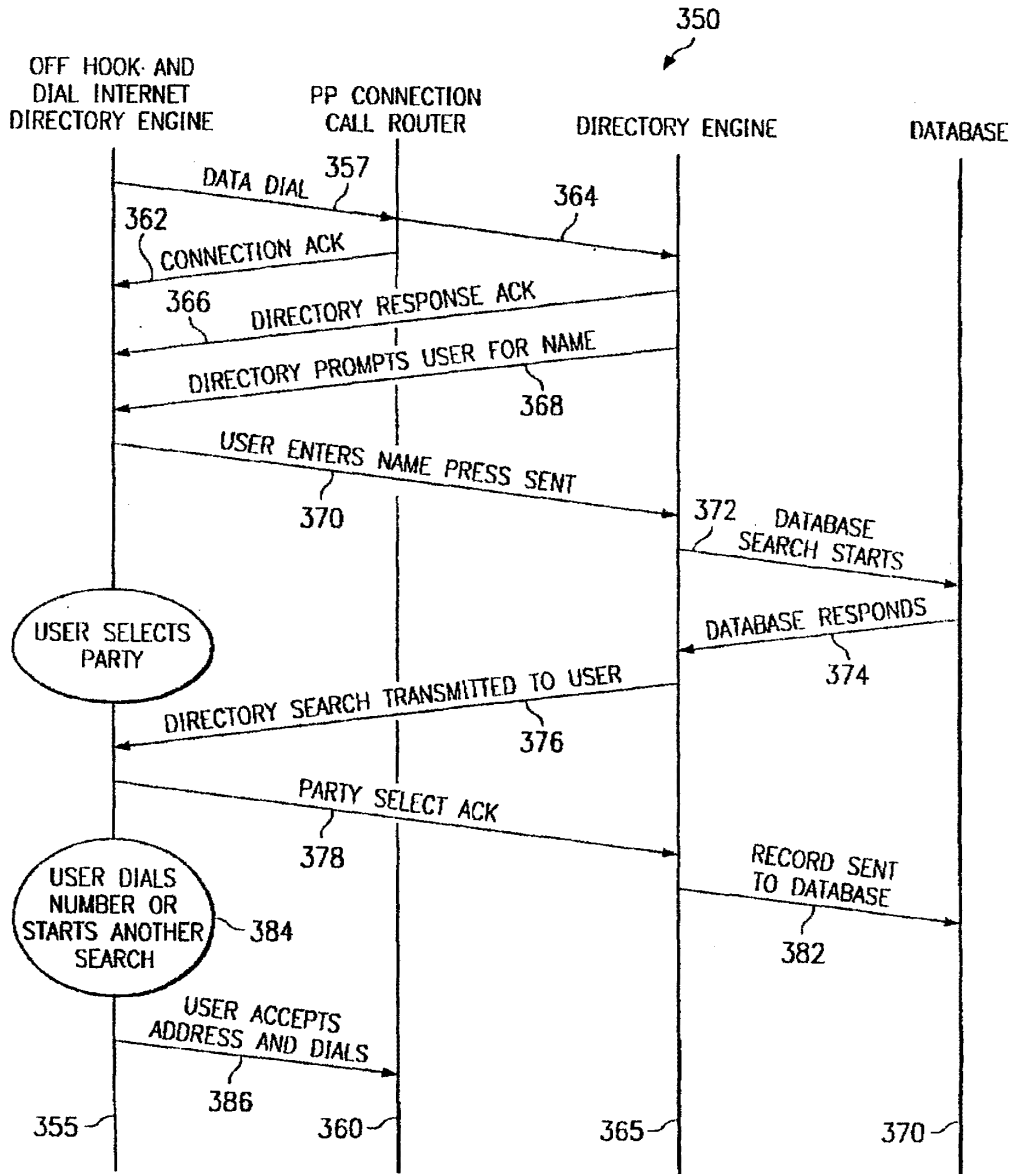 350
OFF HOOK AND
DIAL INTERNET
DIRECTORY ENGINE
PP CONNECTION
CALL ROUTER
DIRECTORY ENGINE
DATABASE
DATA DIAL
357
364
362
CONNECTION ACK
366
DIRECTORY RESPONSE ACK
DIRECTORY PROMPTS USER FOR NAME
368
USER ENTERS NAME PRESS SENT
370
372
DATABASE
SEARCH STARTS
USER SELECTS
PARTY
DATABASE RESPONDS
374
DIRECTORY SEARCH TRANSMITTED TO USER
376
PARTY SELECT ACK
378
RECORD SENT
TO DATABASE
382
USER DIALS
NUMBER OR
STARTS ANOTHER
SEARCH
384
USER ACCEPTS
ADDRESS AND DIALS
386
355
360
365
370